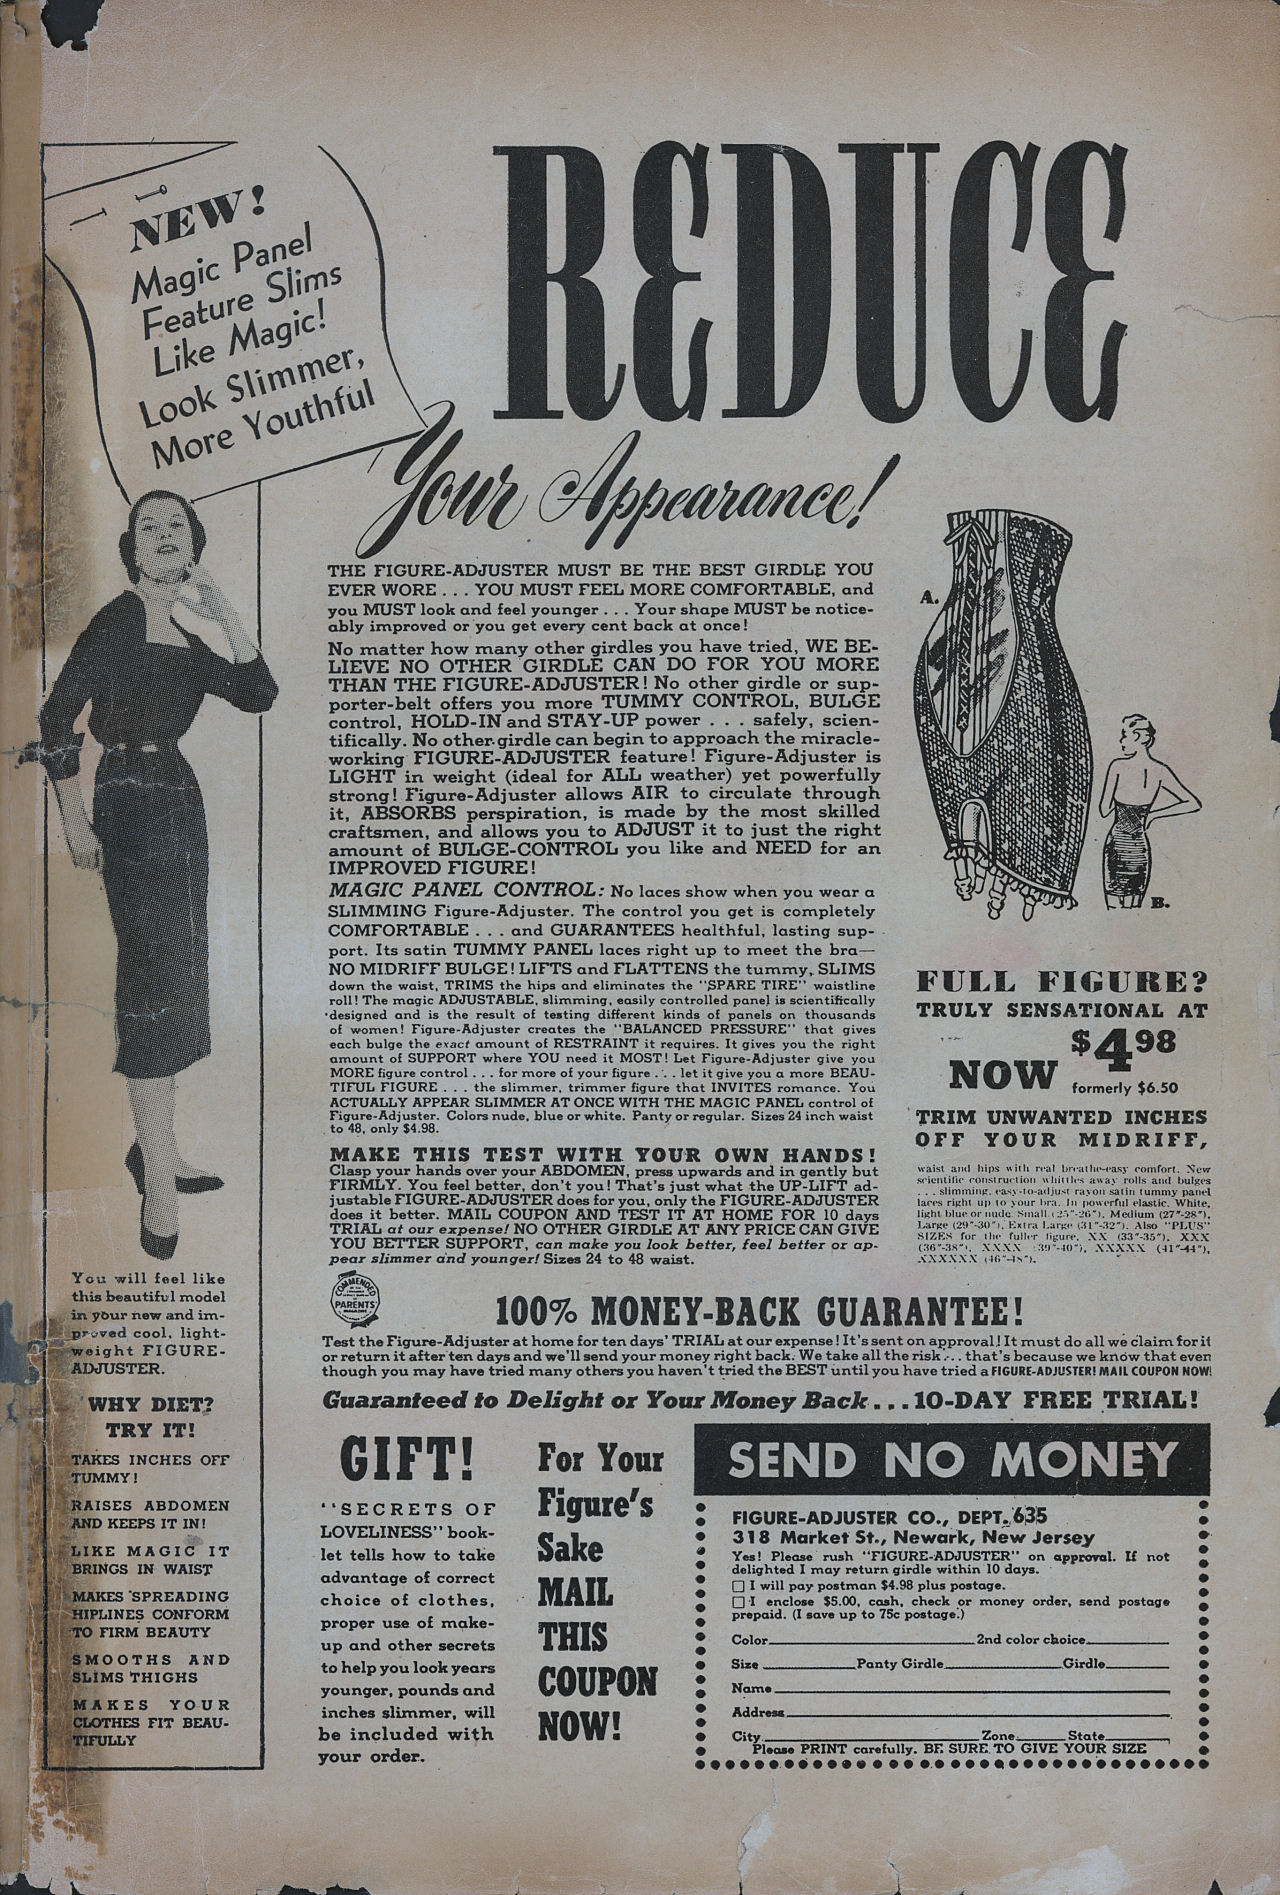 NEW!
Magic Panel
Feature Slims
Like Magic!
Look Slimmer,
More Youthful
REDUCE
Your Appearance!
THE FIGURE-ADJUSTER MUST BE THE BEST GIRDLE YOU
EVER WORE . . . YOU MUST FEEL MORE COMFORTABLE, and
you MUST look and feel younger . . . Your shape MUST be notice-
ably improved or you get every cent back at once!
No matter how many other girdles you have tried, WE BE-
LIEVE NO OTHER GIRDLE CAN DO FOR YOU MORE
THAN THE FIGURE-ADJUSTER! No other girdle or sup-
porter-belt offers you more TUMMY CONTROL, BULGE
control, HOLD-IN and STAY-UP power . . . safely, scien-
tifically. No other girdle can begin to approach the miracle-
working FIGURE-ADJUSTER feature! Figure-Adjuster is
LIGHT in weight (ideal for ALL weather) yet powerfully
strong! Figure-Adjuster allows AIR to circulate through
it, ABSORBS perspiration, is made by the most skilled
craftsmen, and allows you to ADJUST it to just the right
amount of BULGE-CONTROL you like and NEED for an
IMPROVED FIGURE!
MAGIC PANEL CONTROL: No laces show when you wear a
SLIMMING Figure-Adjuster. The control you get is completely
COMFORTABLE . . . and GUARANTEES healthful, lasting sup-
port. Its satin TUMMY PANEL laces right up to meet the bra—
NO MIDRIFF BULGE! LIFTS and FLATTENS the tummy, SLIMS
down the waist, TRIMS the hips and eliminates the "SPARE TIRE" waistline
roll! The magic ADJUSTABLE, slimming, easily controlled panel is scientifically
designed and is the result of testing different kinds of panels on thousands
of women! Figure-Adjuster creates the "BALANCED PRESSURE" that gives
each bulge the exact amount of RESTRAINT it requires. It gives you the right
amount of SUPPORT where YOU need it MOST! Let Figure-Adjuster give you
MORE figure control . . . for more of your figure . . . let it give you a more BEAU-
TIFUL FIGURE . . . the slimmer, trimmer figure that INVITES romance. You
ACTUALLY APPEAR SLIMMER AT ONCE WITH THE MAGIC PANEL control of
Figure-Adjuster. Colors nude, blue or white. Panty or regular. Sizes 24 inch waist
to 48, only $4.98.
MAKE THIS TEST WITH YOUR OWN HANDS!
Clasp your hands over your ABDOMEN, press upwards and in gently but
FIRMLY. You feel better, don't you! That's just what the UP-LIFT ad-
justable FIGURE-ADJUSTER does for you, only the FIGURE-ADJUSTER
does it better. MAIL COUPON AND TEST IT AT HOME FOR 10 days
TRIAL at our expense! NO OTHER GIRDLE AT ANY PRICE CAN GIVE
YOU BETTER SUPPORT, can make you look better, feel better or ap-
pear slimmer and younger! Sizes 24 to 48 waist.
A.
B.
FULL FIGURE?
TRULY SENSATIONAL AT
NOW $4.98
formerly $6.50
TRIM UNWANTED INCHES
OFF YOUR MIDRIFF,
waist and hips with real breathe-easy comfort. New
scientific construction whittles away rolls and bulges
. . . slimming, easy-to-adjust rayon satin tummy panel
laces right up to your bra. In powerful elastic. White,
light blue or nude. Small (25"-26"), Medium (27"-28"),
Large (29"-30"), Extra Large (31"-32"). Also "PLUS"
SIZES for the fuller figure, XX (33"-35"), XXX
(36"-38"), XXXX (39"-40"), XXXXX (41"-44"),
XXXXXX (46"-48").
You will feel like
this beautiful model
in your new and im-
proved cool, light-
weight FIGURE-
ADJUSTER.
WHY DIET?
TRY IT!
TAKES INCHES OFF
TUMMY!
RAISES ABDOMEN
AND KEEPS IT IN!
LIKE MAGIC IT
BRINGS IN WAIST
MAKES SPREADING
HIPLINES CONFORM
TO FIRM BEAUTY
SMOOTHS AND
SLIMS THIGHS
MAKES YOUR
CLOTHES FIT BEAU-
TIFULLY
COMMENDED
PARENTS'
MAGAZINE
100% MONEY-BACK GUARANTEE!
Test the Figure-Adjuster at home for ten days' TRIAL at our expense! It's sent on approval! It must do all we claim for it
or return it after ten days and we'll send your money right back. We take all the risk . . . that's because we know that even
though you may have tried many others you haven't tried the BEST until you have tried a FIGURE-ADJUSTER! MAIL COUPON NOW!
Guaranteed to Delight or Your Money Back . . . 10-DAY FREE TRIAL!
GIFT!
"SECRETS OF
LOVELINESS" book-
let tells how to take
advantage of correct
choice of clothes,
proper use of make-
up and other secrets
to help you look years
younger, pounds and
inches slimmer, will
be included with
your order.
For Your
Figure's
Sake
MAIL
THIS
COUPON
NOW!
SEND NO MONEY
FIGURE-ADJUSTER CO., DEPT. 635
318 Market St., Newark, New Jersey
Yes! Please rush "FIGURE-ADJUSTER" on approval. If not
delighted I may return girdle within 10 days.
☐ I will pay postman $4.98 plus postage.
☐ I enclose $5.00, cash, check or money order, send postage
prepaid. (I save up to 75c postage.)
Color 2nd color choice
Size Panty Girdle Girdle
Name
Address
City Zone State
Please PRINT carefully. BE SURE TO GIVE YOUR SIZE